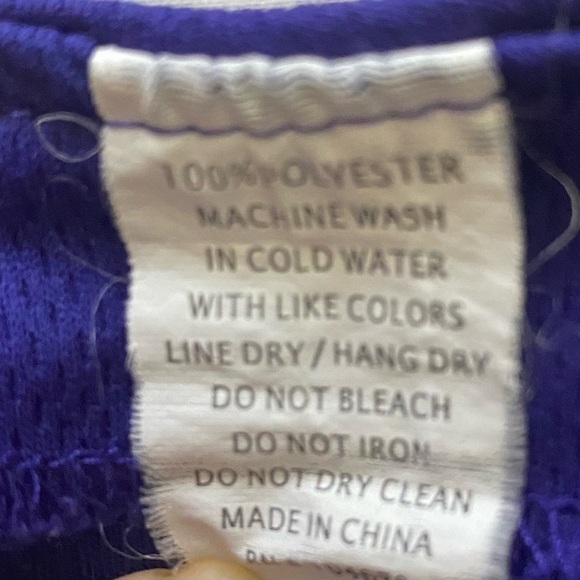 100% POLYESTER
MACHINE WASH
IN COLD WATER
WITH LIKE COLORS
LINE DRY / HANG DRY
DO NOT BLEACH
DO NOT IRON
DO NOT DRY CLEAN
MADE IN CHINA